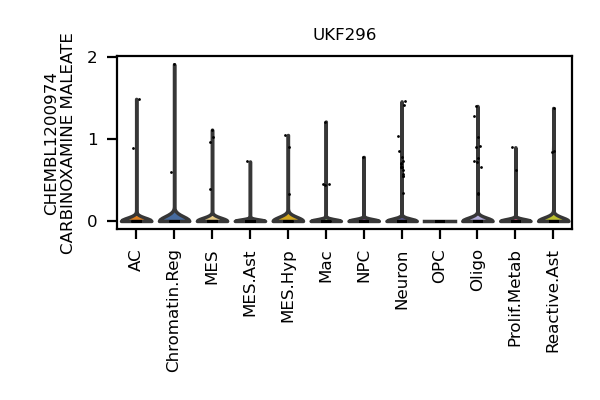 UKF296
CHEMBL1200974
CARBINOXAMINE MALEATE
2
1
0
AC
Chromatin.Reg
MES
MES.Ast
MES.Hyp
Mac
NPC
Neuron
OPC
Oligo
Prolif.Metab
Reactive.Ast